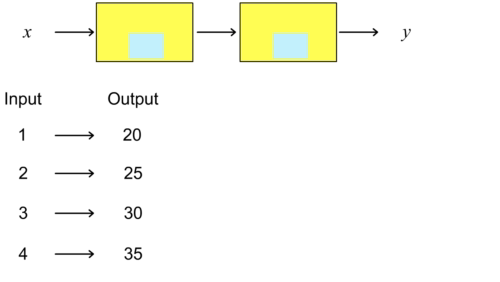 x → → → y
Input Output
1 → 20
2 → 25
3 → 30
4 → 35